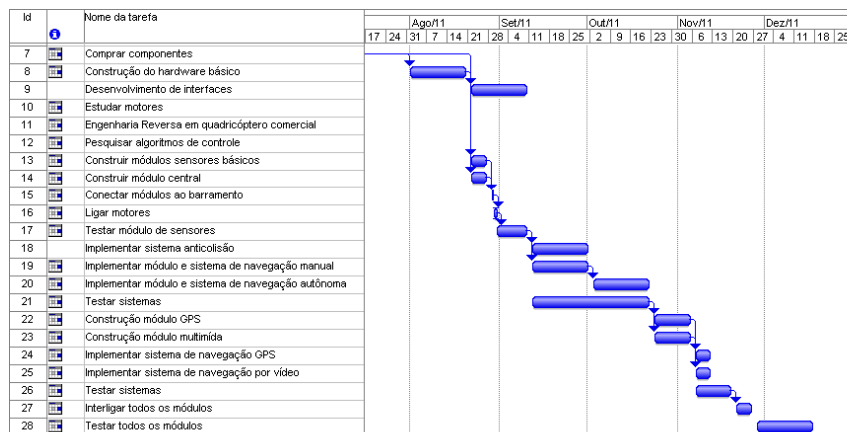 Id Nome da tarefa Ago/11 Set/11 Out/11 Nov/11 Dez/11
17 24 31 7 14 21 28 4 11 18 25 2 9 16 23 30 6 13 20 27 4 11 18 25
7 Comprar componentes
8 Construção do hardware básico
9 Desenvolvimento de interfaces
10 Estudar motores
11 Engenharia Reversa em quadricóptero comercial
12 Pesquisar algoritmos de controle
13 Construir módulos sensores básicos
14 Construir módulo central
15 Conectar módulos ao barramento
16 Ligar motores
17 Testar módulo de sensores
18 Implementar sistema anticolisão
19 Implementar módulo e sistema de navegação manual
20 Implementar módulo e sistema de navegação autônoma
21 Testar sistemas
22 Construção módulo GPS
23 Construção módulo multimída
24 Implementar sistema de navegação GPS
25 Implementar sistema de navegação por vídeo
26 Testar sistemas
27 Interligar todos os módulos
28 Testar todos os módulos